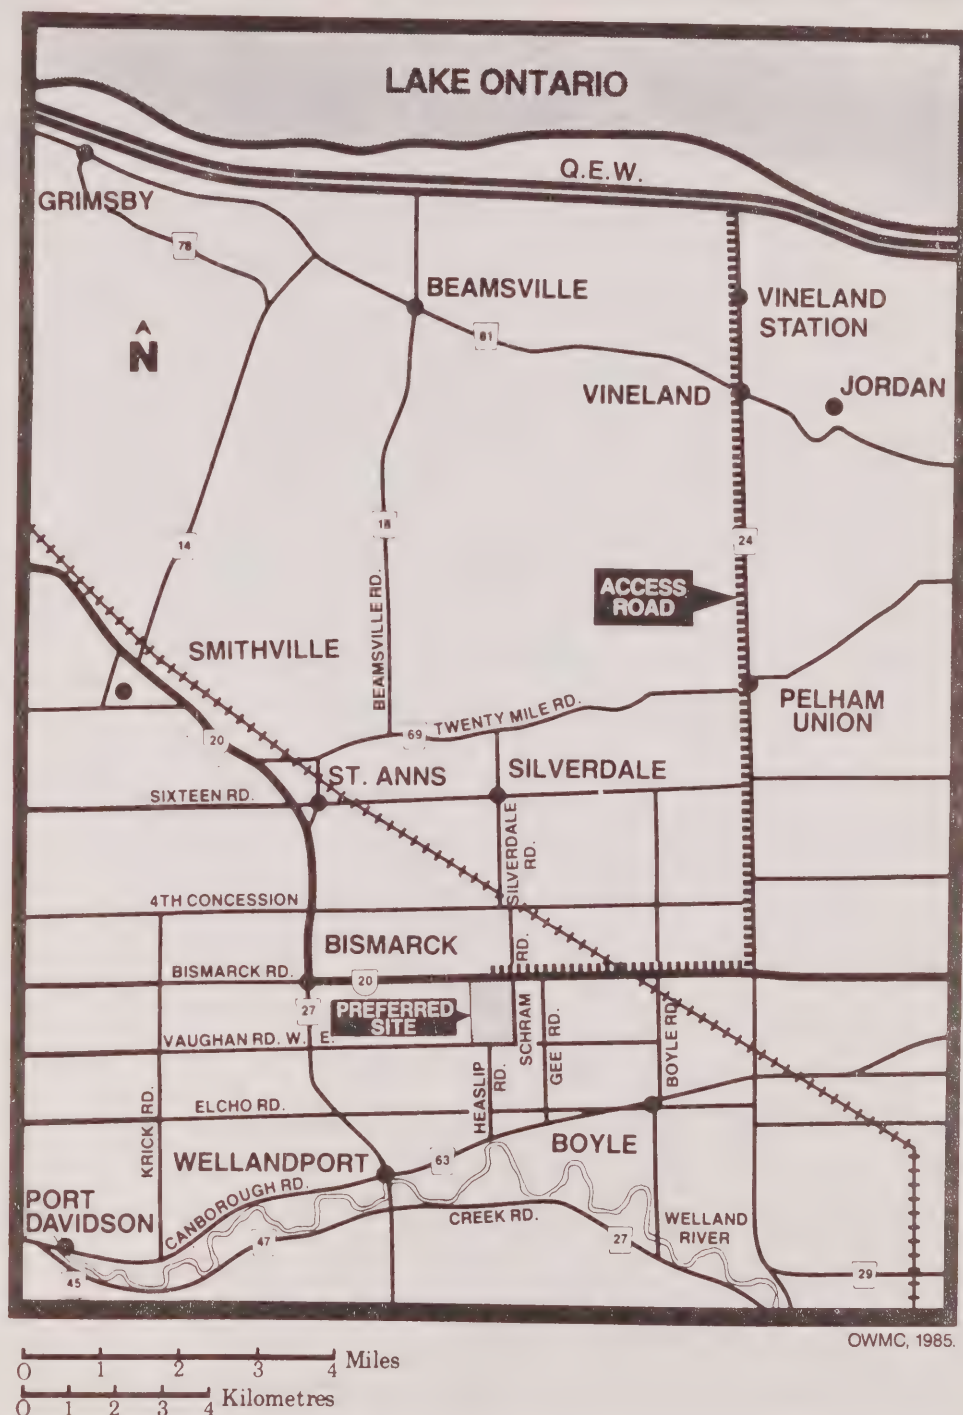 LAKE ONTARIO
Q.E.W.
GRIMSBY
78
BEAMSVILLE
VINELAND
STATION
N
81
VINELAND
JORDAN
14
18
24
BEAMSVILLE RD.
ACCESS
ROAD
SMITHVILLE
TWENTY MILE RD.
69
PELHAM
UNION
20
ST. ANNS
SILVERDALE
SIXTEEN RD.
SILVERDALE
RD.
4TH CONCESSION
BISMARCK
BISMARCK RD.
20
27
PREFERRED
SITE
SCHRAM
RD.
GEE RD.
BOYLE RD.
VAUGHAN RD. W. E.
HEASLIP
RD.
ELCHO RD.
KRICK RD.
BOYLE
WELLANDPORT
63
CANBOROUGH RD.
PORT
DAVIDSON
CREEK RD.
WELLAND
RIVER
47
27
45
29
OWMC, 1985.
0 1 2 3 4 Miles
0 1 2 3 4 Kilometres